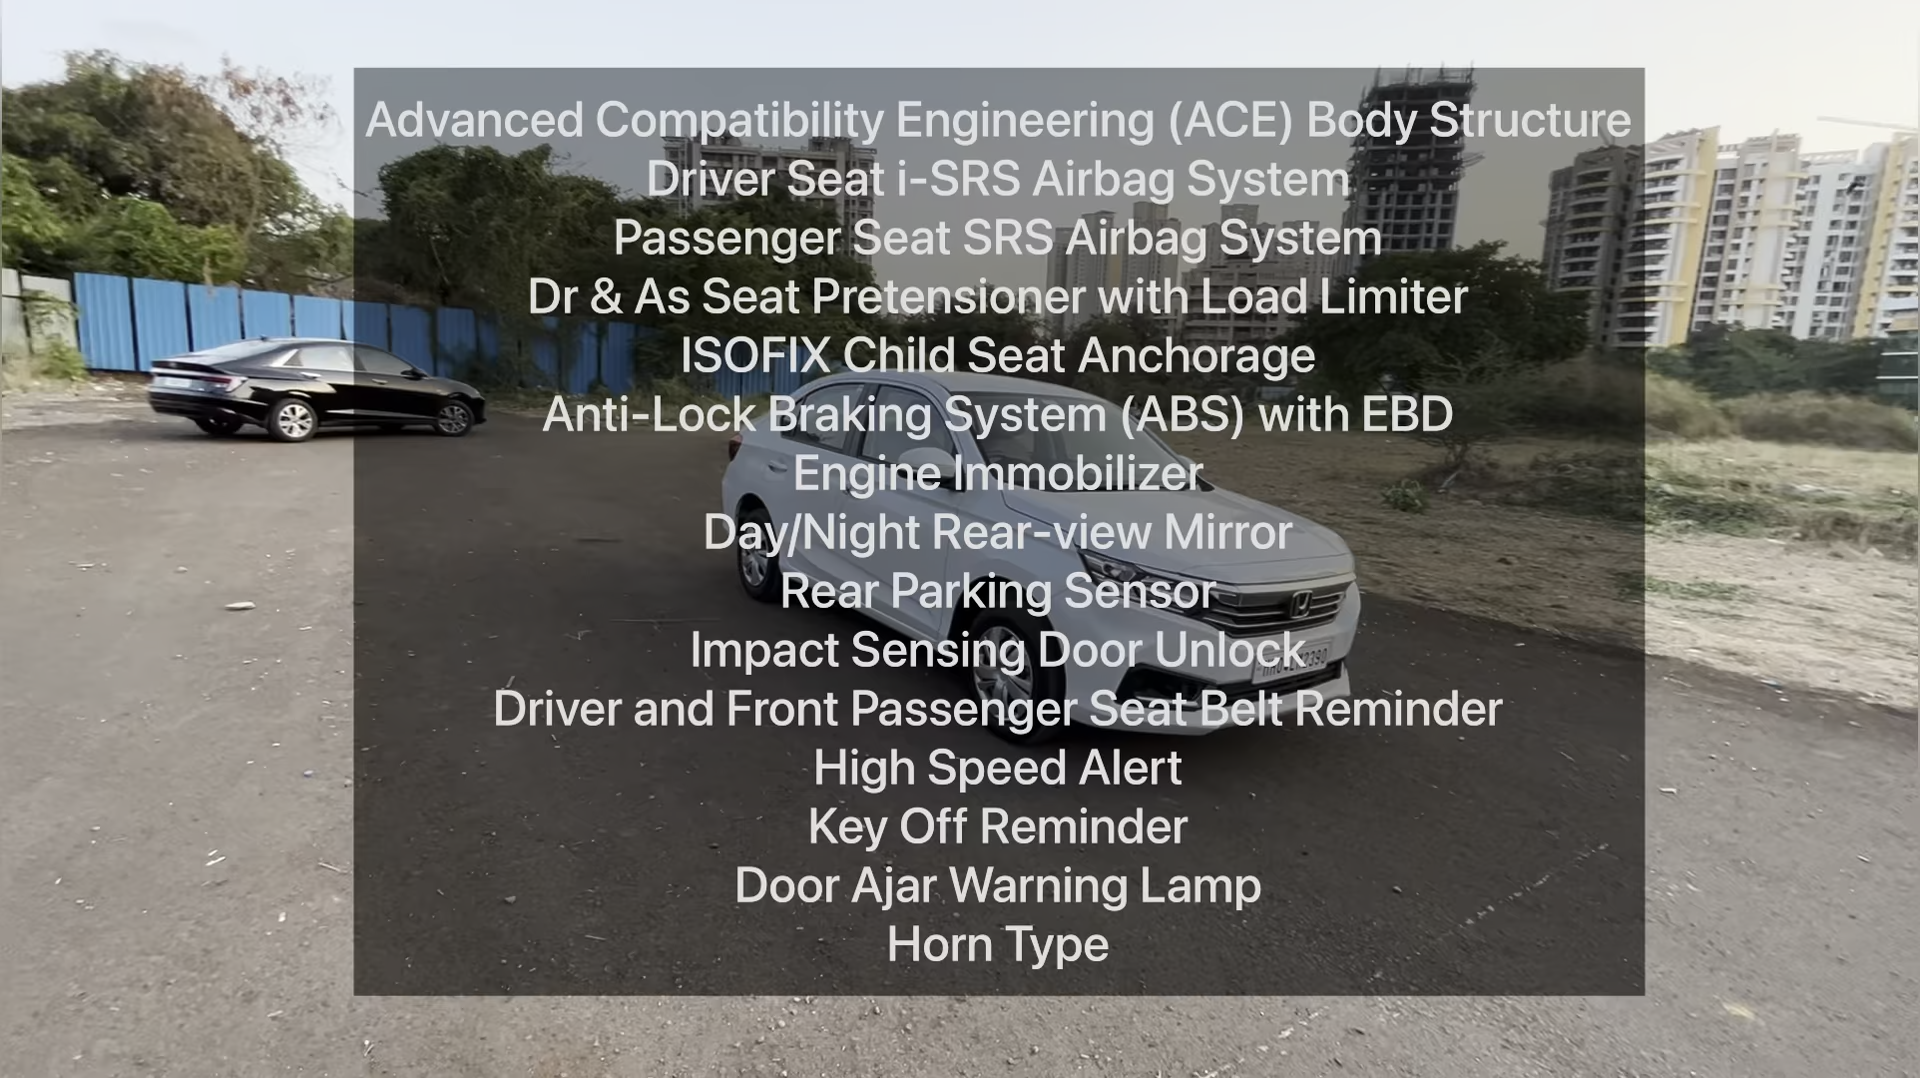 Advanced Compatibility Engineering (ACE) Body Structure
Driver Seat i-SRS Airbag System
Passenger Seat SRS Airbag System
Dr & As Seat Pretensioner with Load Limiter
ISOFIX Child Seat Anchorage
Anti-Lock Braking System (ABS) with EBD
Engine Immobilizer
Day/Night Rear-view Mirror
Rear Parking Sensor
Impact Sensing Door Unlock
Driver and Front Passenger Seat Belt Reminder
High Speed Alert
Key Off Reminder
Door Ajar Warning Lamp
Horn Type